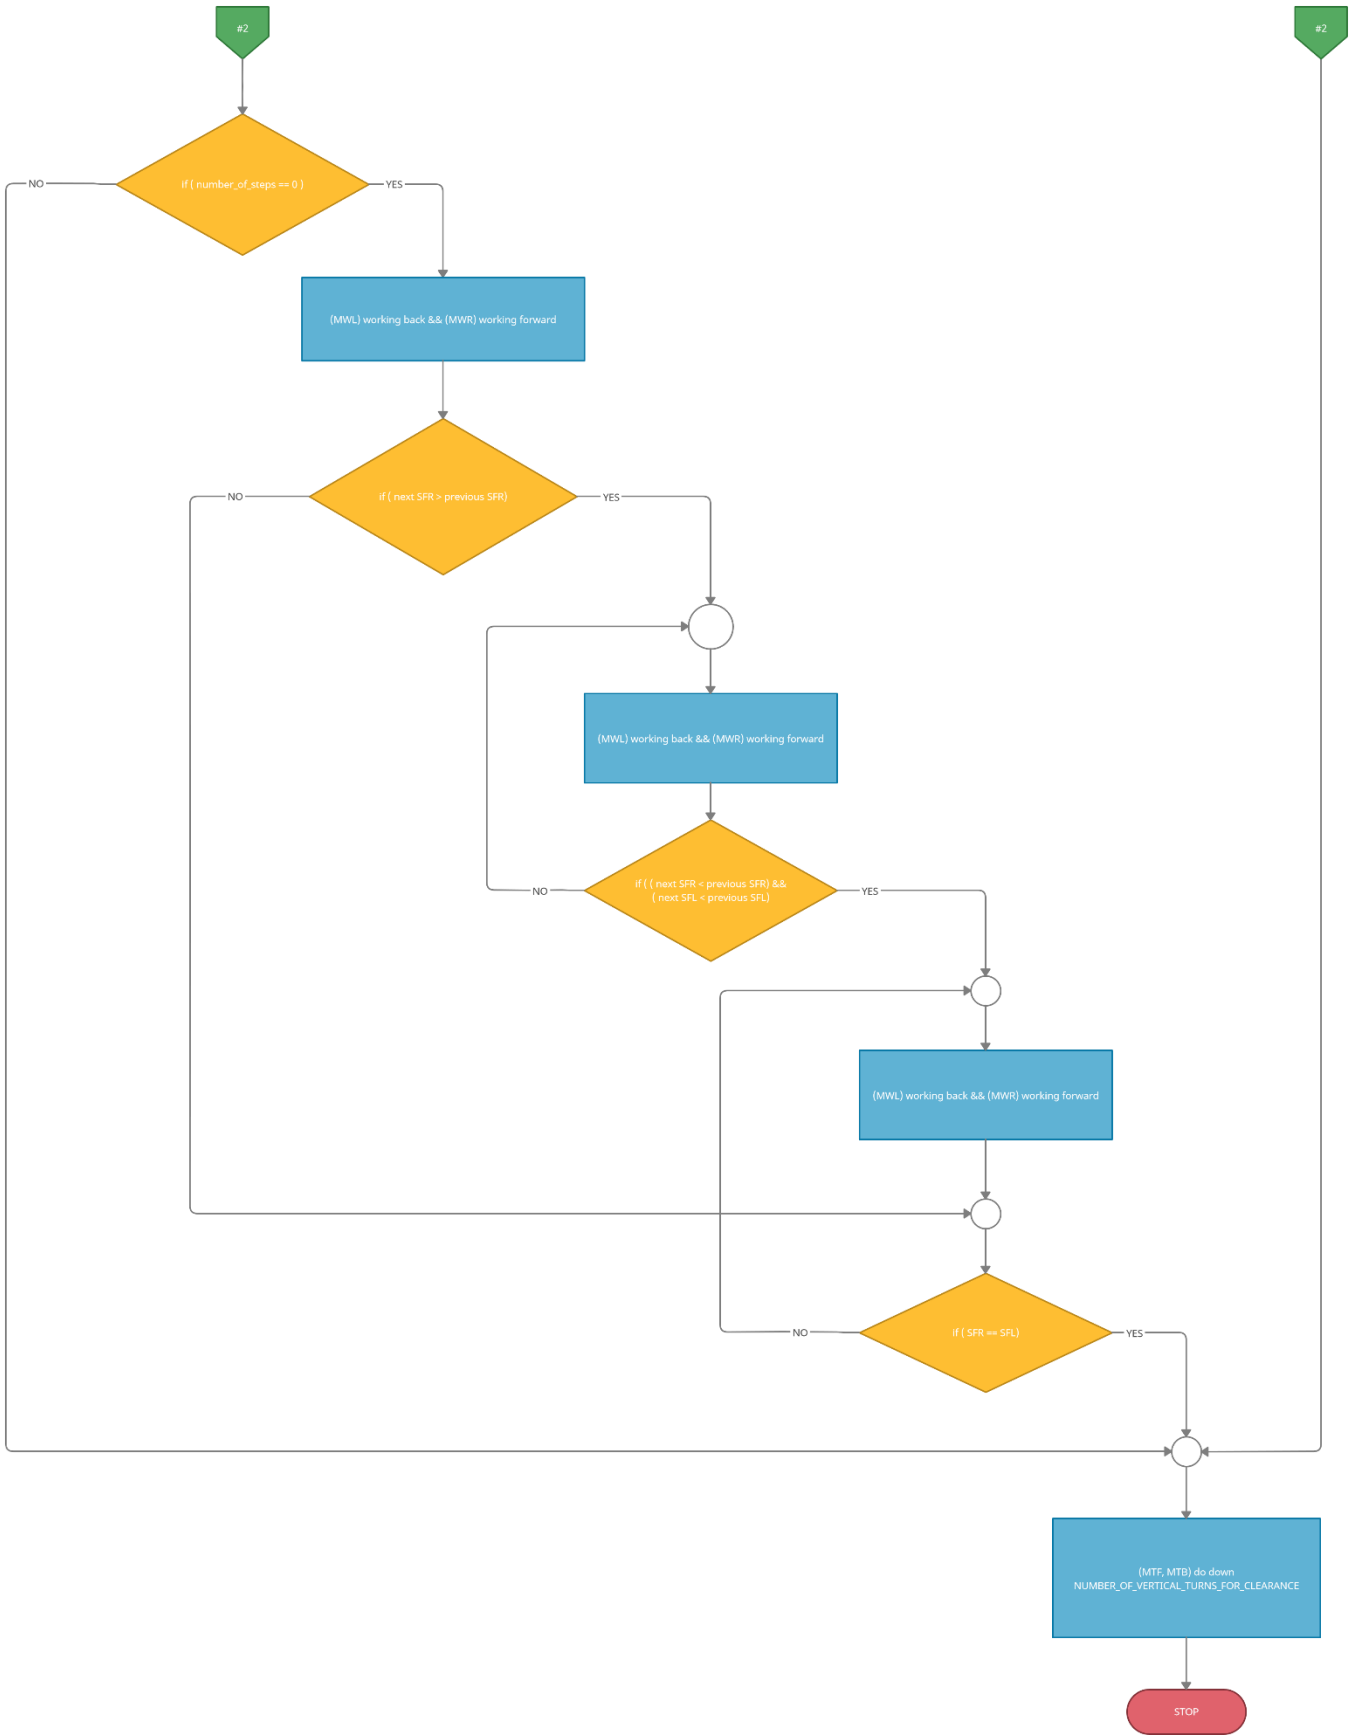 #2
#2
if ( number_of_steps == 0 )
NO
YES
(MWL) working back && (MWR) working forward
if ( next SFR > previous SFR)
NO
YES
(MWL) working back && (MWR) working forward
if ( ( next SFR < previous SFR) &&
( next SFL < previous SFL)
NO
YES
(MWL) working back && (MWR) working forward
if ( SFR == SFL)
NO
YES
(MTF, MTB) do down
NUMBER_OF_VERTICAL_TURNS_FOR_CLEARANCE
STOP